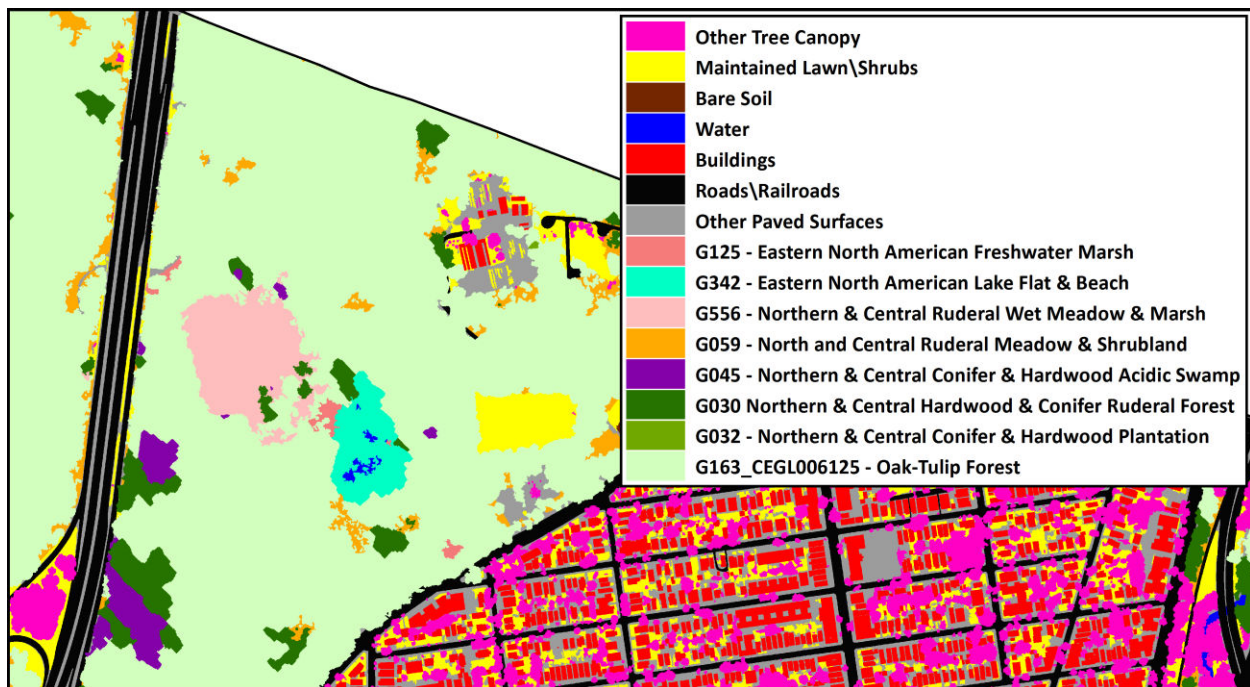 Other Tree Canopy
Maintained Lawn\Shrubs
Bare Soil
Water
Buildings
Roads\Railroads
Other Paved Surfaces
G125 - Eastern North American Freshwater Marsh
G342 - Eastern North American Lake Flat & Beach
G556 - Northern & Central Ruderal Wet Meadow & Marsh
G059 - North and Central Ruderal Meadow & Shrubland
G045 - Northern & Central Conifer & Hardwood Acidic Swamp
G030 Northern & Central Hardwood & Conifer Ruderal Forest
G032 - Northern & Central Conifer & Hardwood Plantation
G163_CEGL006125 - Oak-Tulip Forest